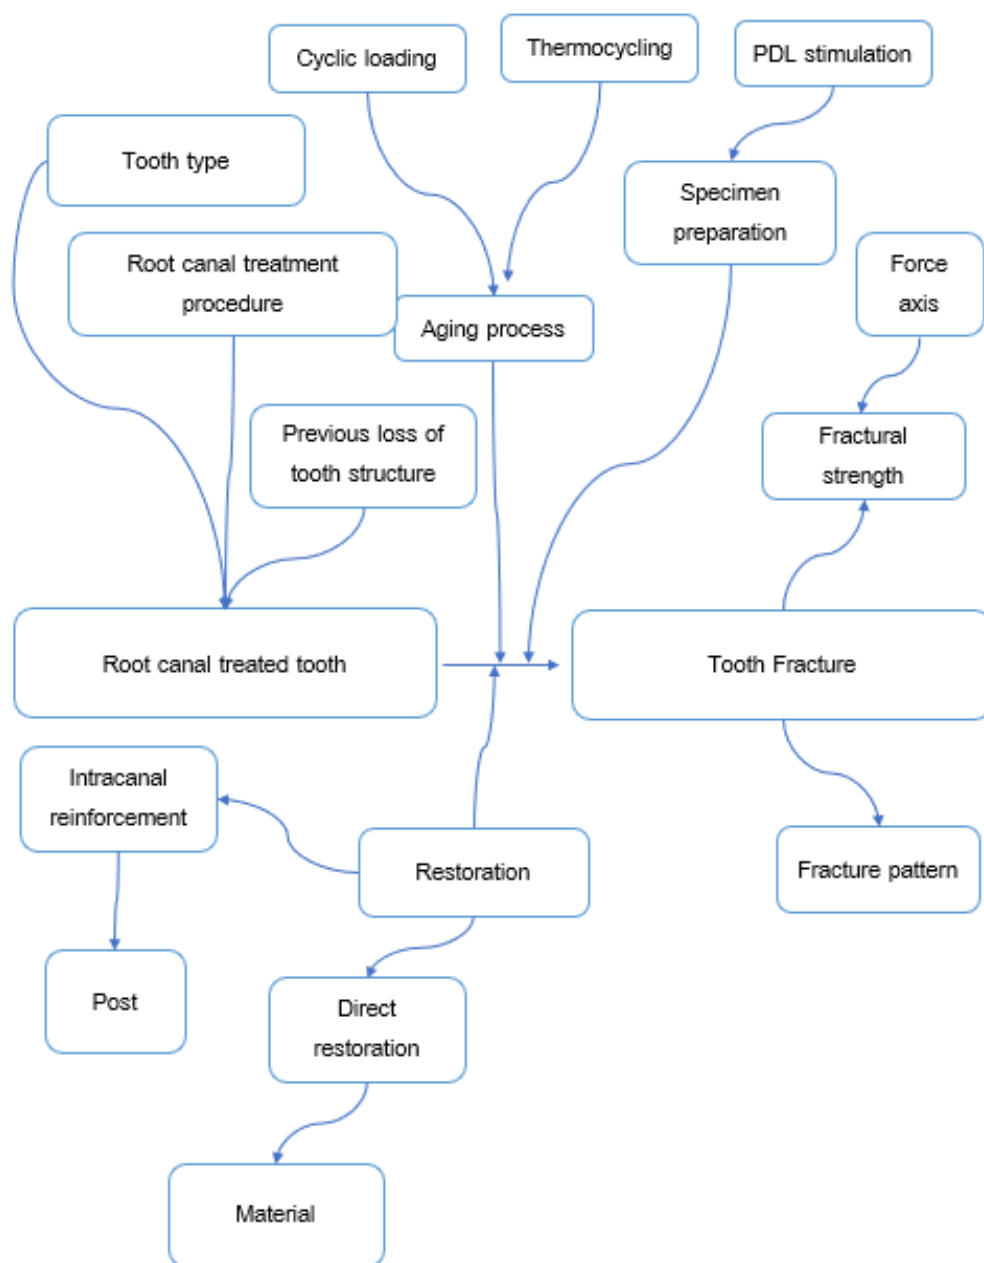 Cyclic loading
Thermocycling
PDL stimulation
Tooth type
Specimen
preparation
Root canal treatment
procedure
Force
axis
Aging process
Previous loss of
tooth structure
Fractural
strength
Root canal treated tooth
Tooth Fracture
Intracanal
reinforcement
Restoration
Fracture pattern
Post
Direct
restoration
Material